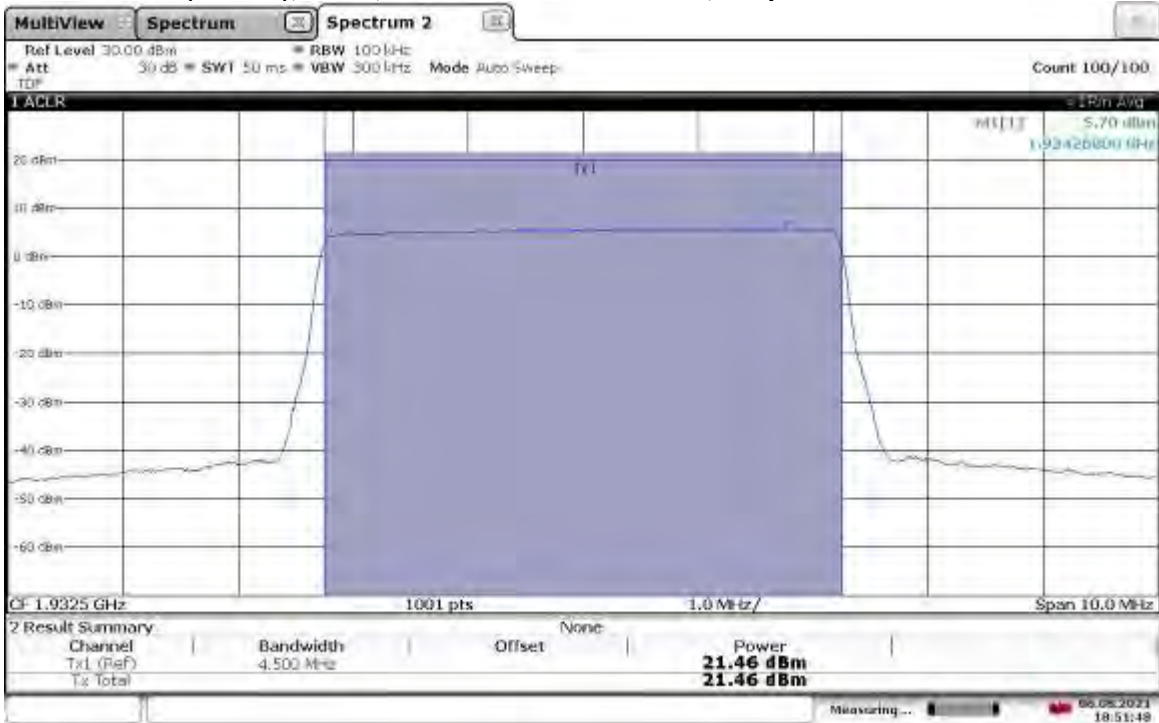 MultiView Spectrum Spectrum 2
Ref Level 30.00 dBm RBW 100 kHz
Att 30 dB SWT 50 ms VBW 300 kHz Mode Auto Sweep Count 100/100
TDF
1 ACLR 1Rm Avg
M1[1] 5.70 dBm
1.93426800 GHz
20 dBm
Tx1
10 dBm
0 dBm
-10 dBm
-20 dBm
-30 dBm
-40 dBm
-50 dBm
-60 dBm
CF 1.9325 GHz 1001 pts 1.0 MHz/ Span 10.0 MHz
2 Result Summary None
Channel Bandwidth Offset Power
Tx1 (Ref) 4.500 MHz 21.46 dBm
Tx Total 21.46 dBm
Measuring... 06.05.2021
18:51:48